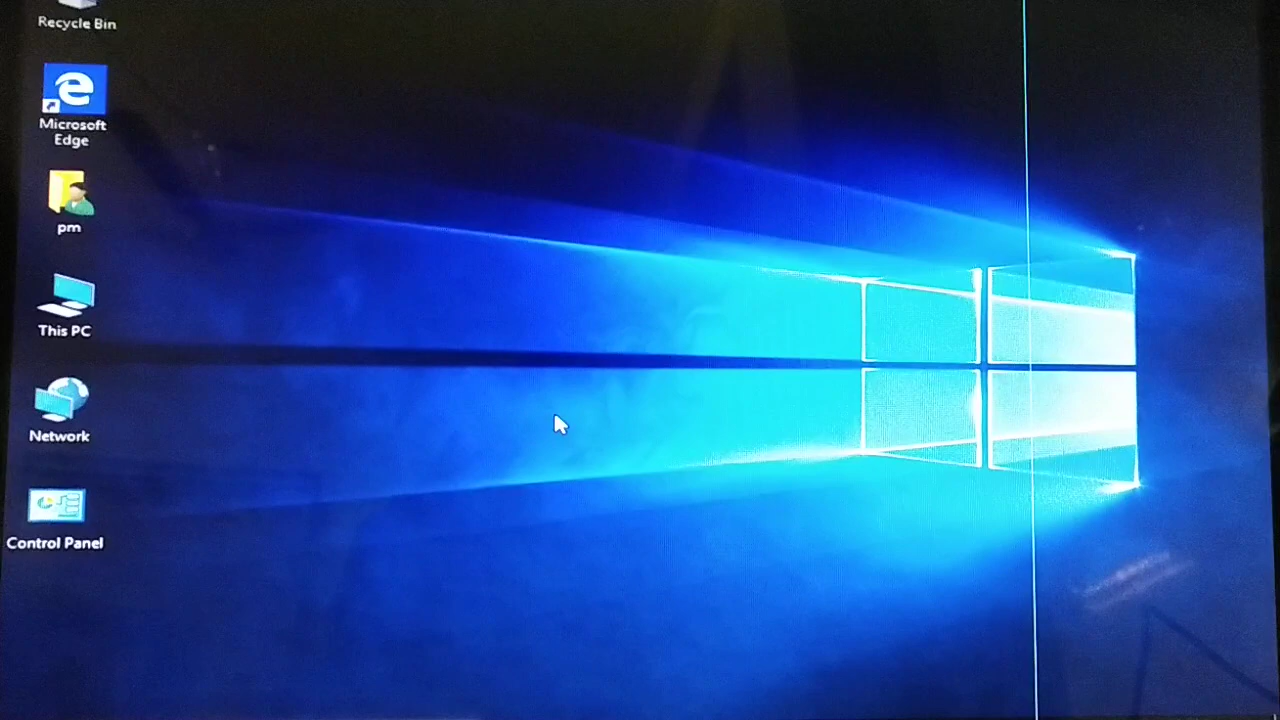 Recycle Bin
Microsoft
Edge
pm
This PC
Network
Control Panel